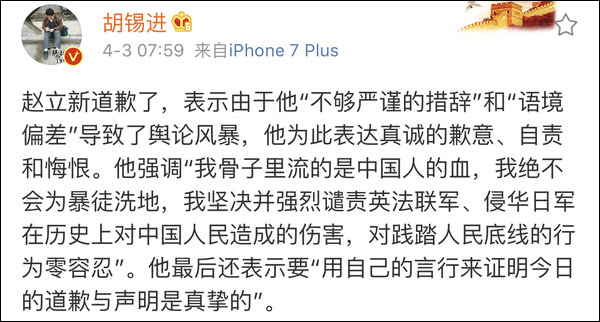 胡锡进
4-3 07:59 来自iPhone 7 Plus
赵立新道歉了，表示由于他“不够严谨的措辞”和“语境
偏差”导致了舆论风暴，他为此表达真诚的歉意、自责
和悔恨。他强调“我骨子里流的是中国人的血，我绝不
会为暴徒洗地，我坚决并强烈谴责英法联军、侵华日军
在历史上对中国人民造成的伤害，对践踏人民底线的行
为零容忍”。他最后还表示要“用自己的言行来证明今日
的道歉与声明是真挚的”。